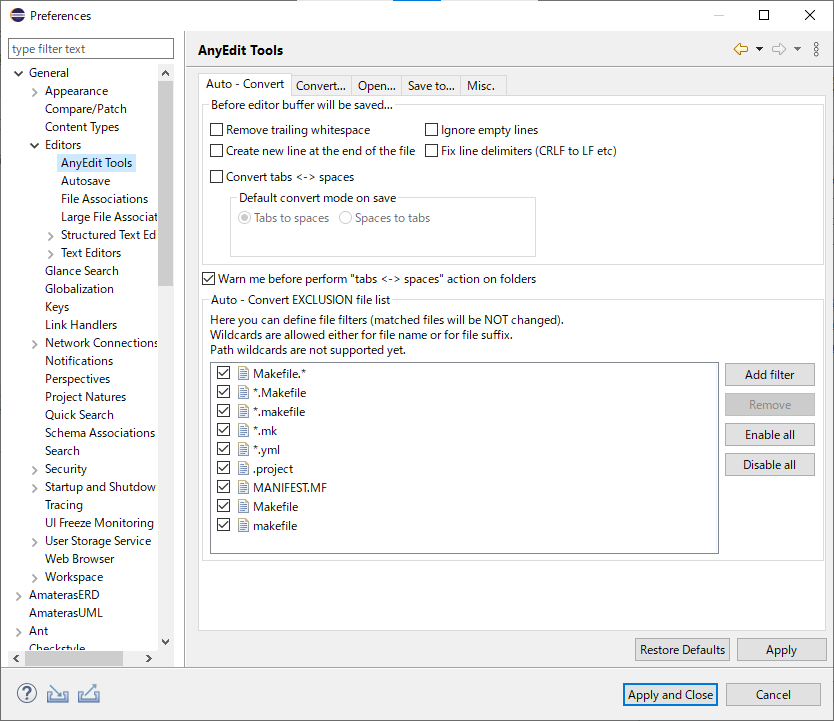 Preferences
type filter text
General
Appearance
Compare/Patch
Content Types
Editors
AnyEdit Tools
Autosave
File Associations
Large File Associat
Structured Text Ed
Text Editors
Glance Search
Globalization
Keys
Link Handlers
Network Connections
Notifications
Perspectives
Project Natures
Quick Search
Schema Associations
Search
Security
Startup and Shutdow
Tracing
UI Freeze Monitoring
User Storage Service
Web Browser
Workspace
AmaterasERD
AmaterasUML
Ant
Checkstyle
AnyEdit Tools
Auto - Convert Convert... Open... Save to... Misc.
Before editor buffer will be saved...
Remove trailing whitespace Ignore empty lines
Create new line at the end of the file Fix line delimiters (CRLF to LF etc)
Convert tabs <-> spaces
Default convert mode on save
Tabs to spaces Spaces to tabs
Warn me before perform "tabs <-> spaces" action on folders
Auto - Convert EXCLUSION file list
Here you can define file filters (matched files will be NOT changed).
Wildcards are allowed either for file name or for file suffix.
Path wildcards are not supported yet.
Makefile.*
*.Makefile
*.makefile
*.mk
*.yml
.project
MANIFEST.MF
Makefile
makefile
Add filter
Remove
Enable all
Disable all
Restore Defaults Apply
Apply and Close Cancel